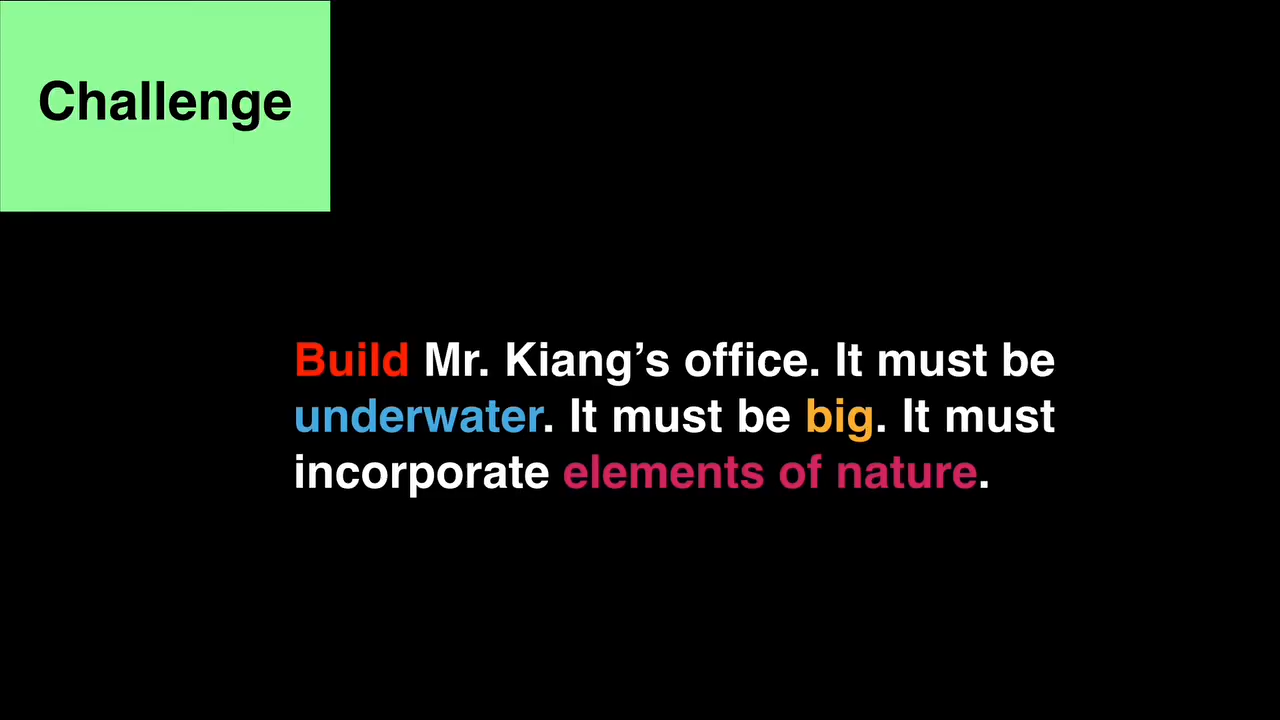 Challenge
Build Mr. Kiang’s office. It must be
underwater. It must be big. It must
incorporate elements of nature.